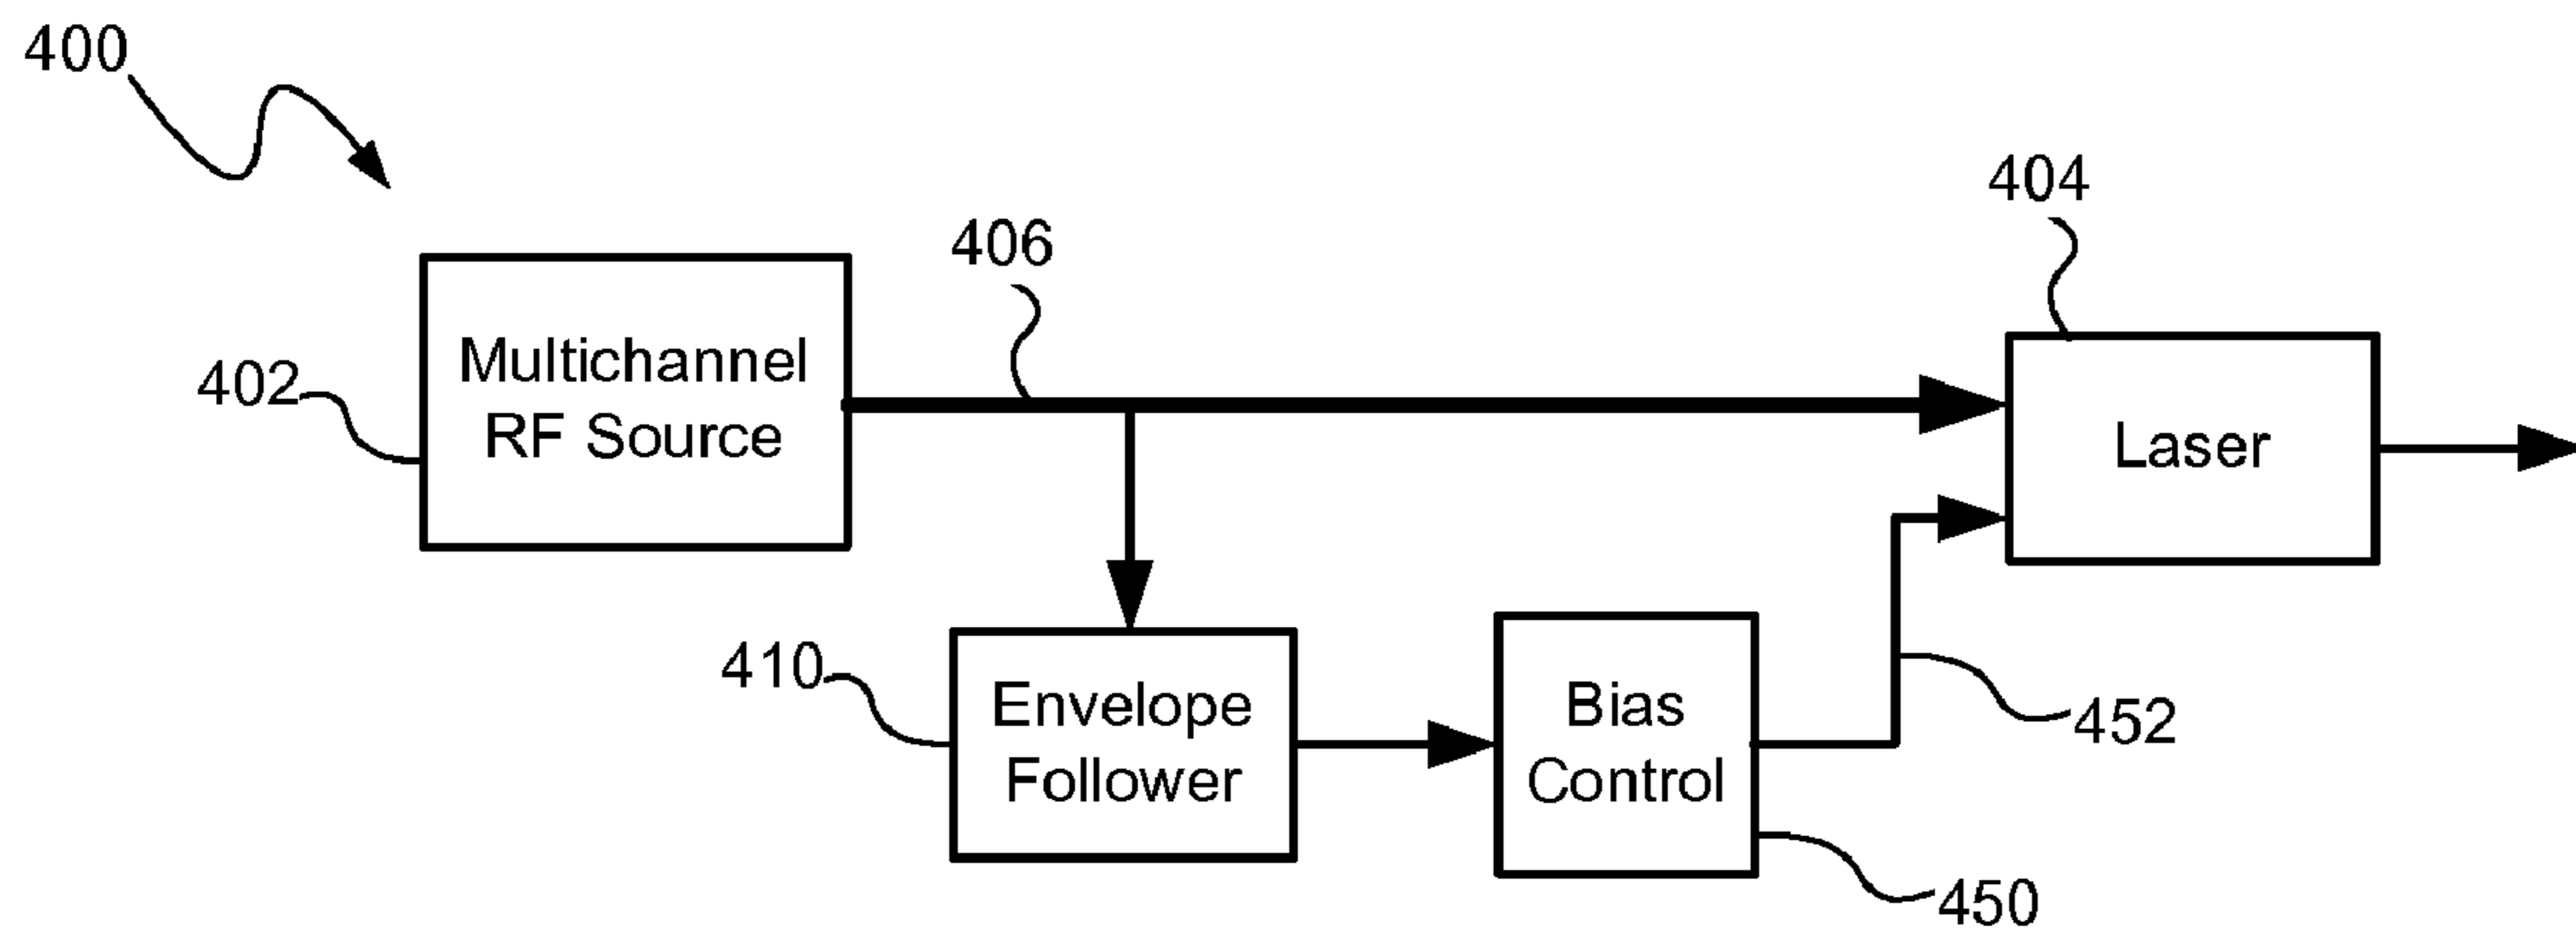 400
404
406
Multichannel
RF Source
402
Laser
410
Envelope
Follower
Bias
Control
452
450